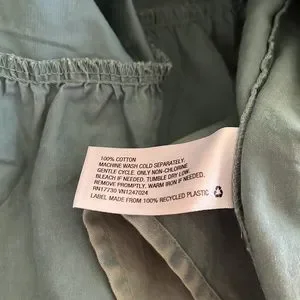 100% COTTON
MACHINE WASH COLD SEPARATELY,
GENTLE CYCLE. ONLY NON-CHLORINE
BLEACH IF NEEDED. TUMBLE DRY LOW.
REMOVE PROMPTLY. WARM IRON IF NEEDED.
RN17730 VN1247024
LABEL MADE FROM 100% RECYCLED PLASTIC